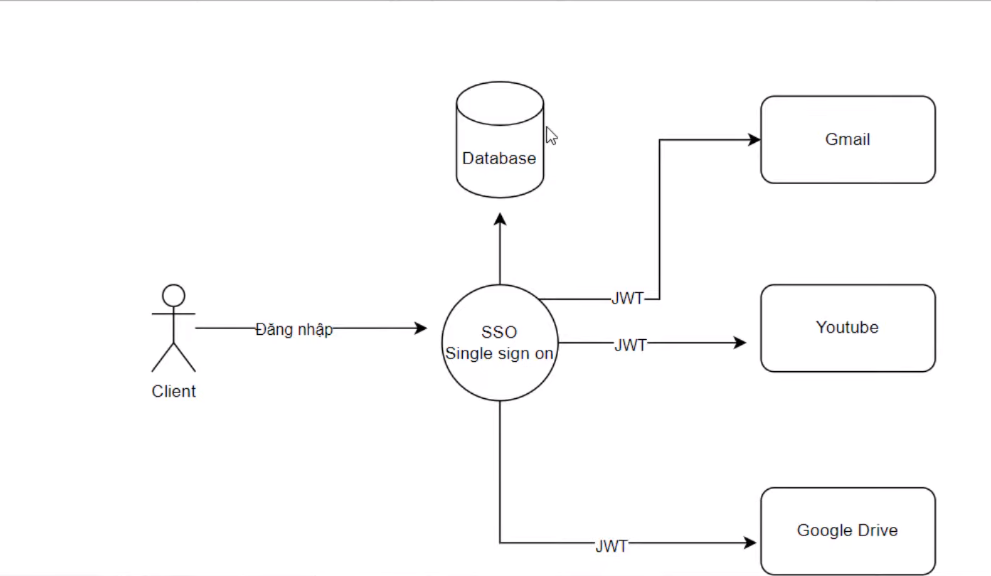 Database
Gmail
JWT
Đăng nhập
SSO
Single sign on
JWT
Youtube
Client
JWT
Google Drive